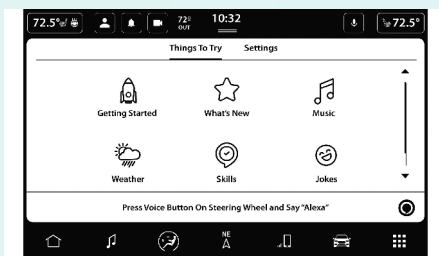 72.5° 72º OUT 10:32 72.5°
Things To Try Settings
Getting Started What's New Music
Weather Skills Jokes
Press Voice Button On Steering Wheel and Say "Alexa"
NE